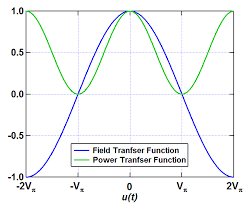 1.0
0.5
0.0
-0.5
-1.0
-2Vπ
-Vπ
0
Vπ
2Vπ
u(t)
Field Tranfser Function
Power Tranfser Function